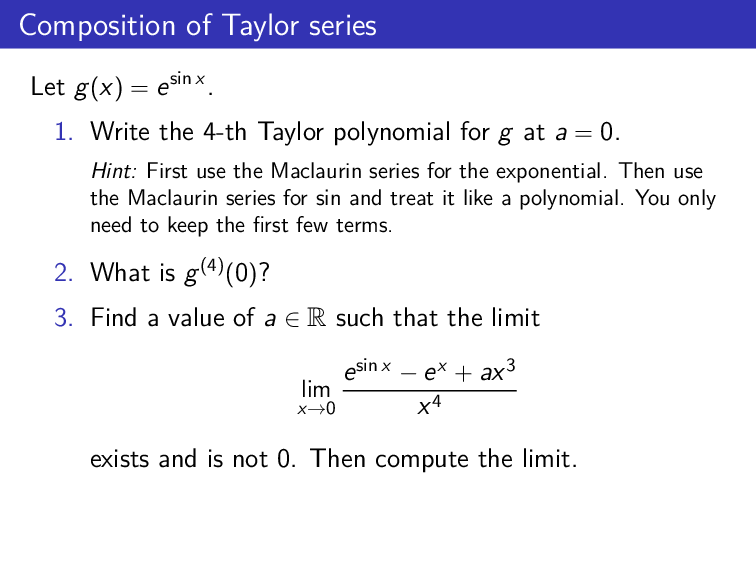 Composition of Taylor series
Let g(x) = e^{sin x}.
1. Write the 4-th Taylor polynomial for g at a = 0.
Hint: First use the Maclaurin series for the exponential. Then use
the Maclaurin series for sin and treat it like a polynomial. You only
need to keep the first few terms.
2. What is g^{(4)}(0)?
3. Find a value of a ∈ ℝ such that the limit
lim_{x→0} \frac{e^{sin x} − e^x + ax^3}{x^4}
exists and is not 0. Then compute the limit.